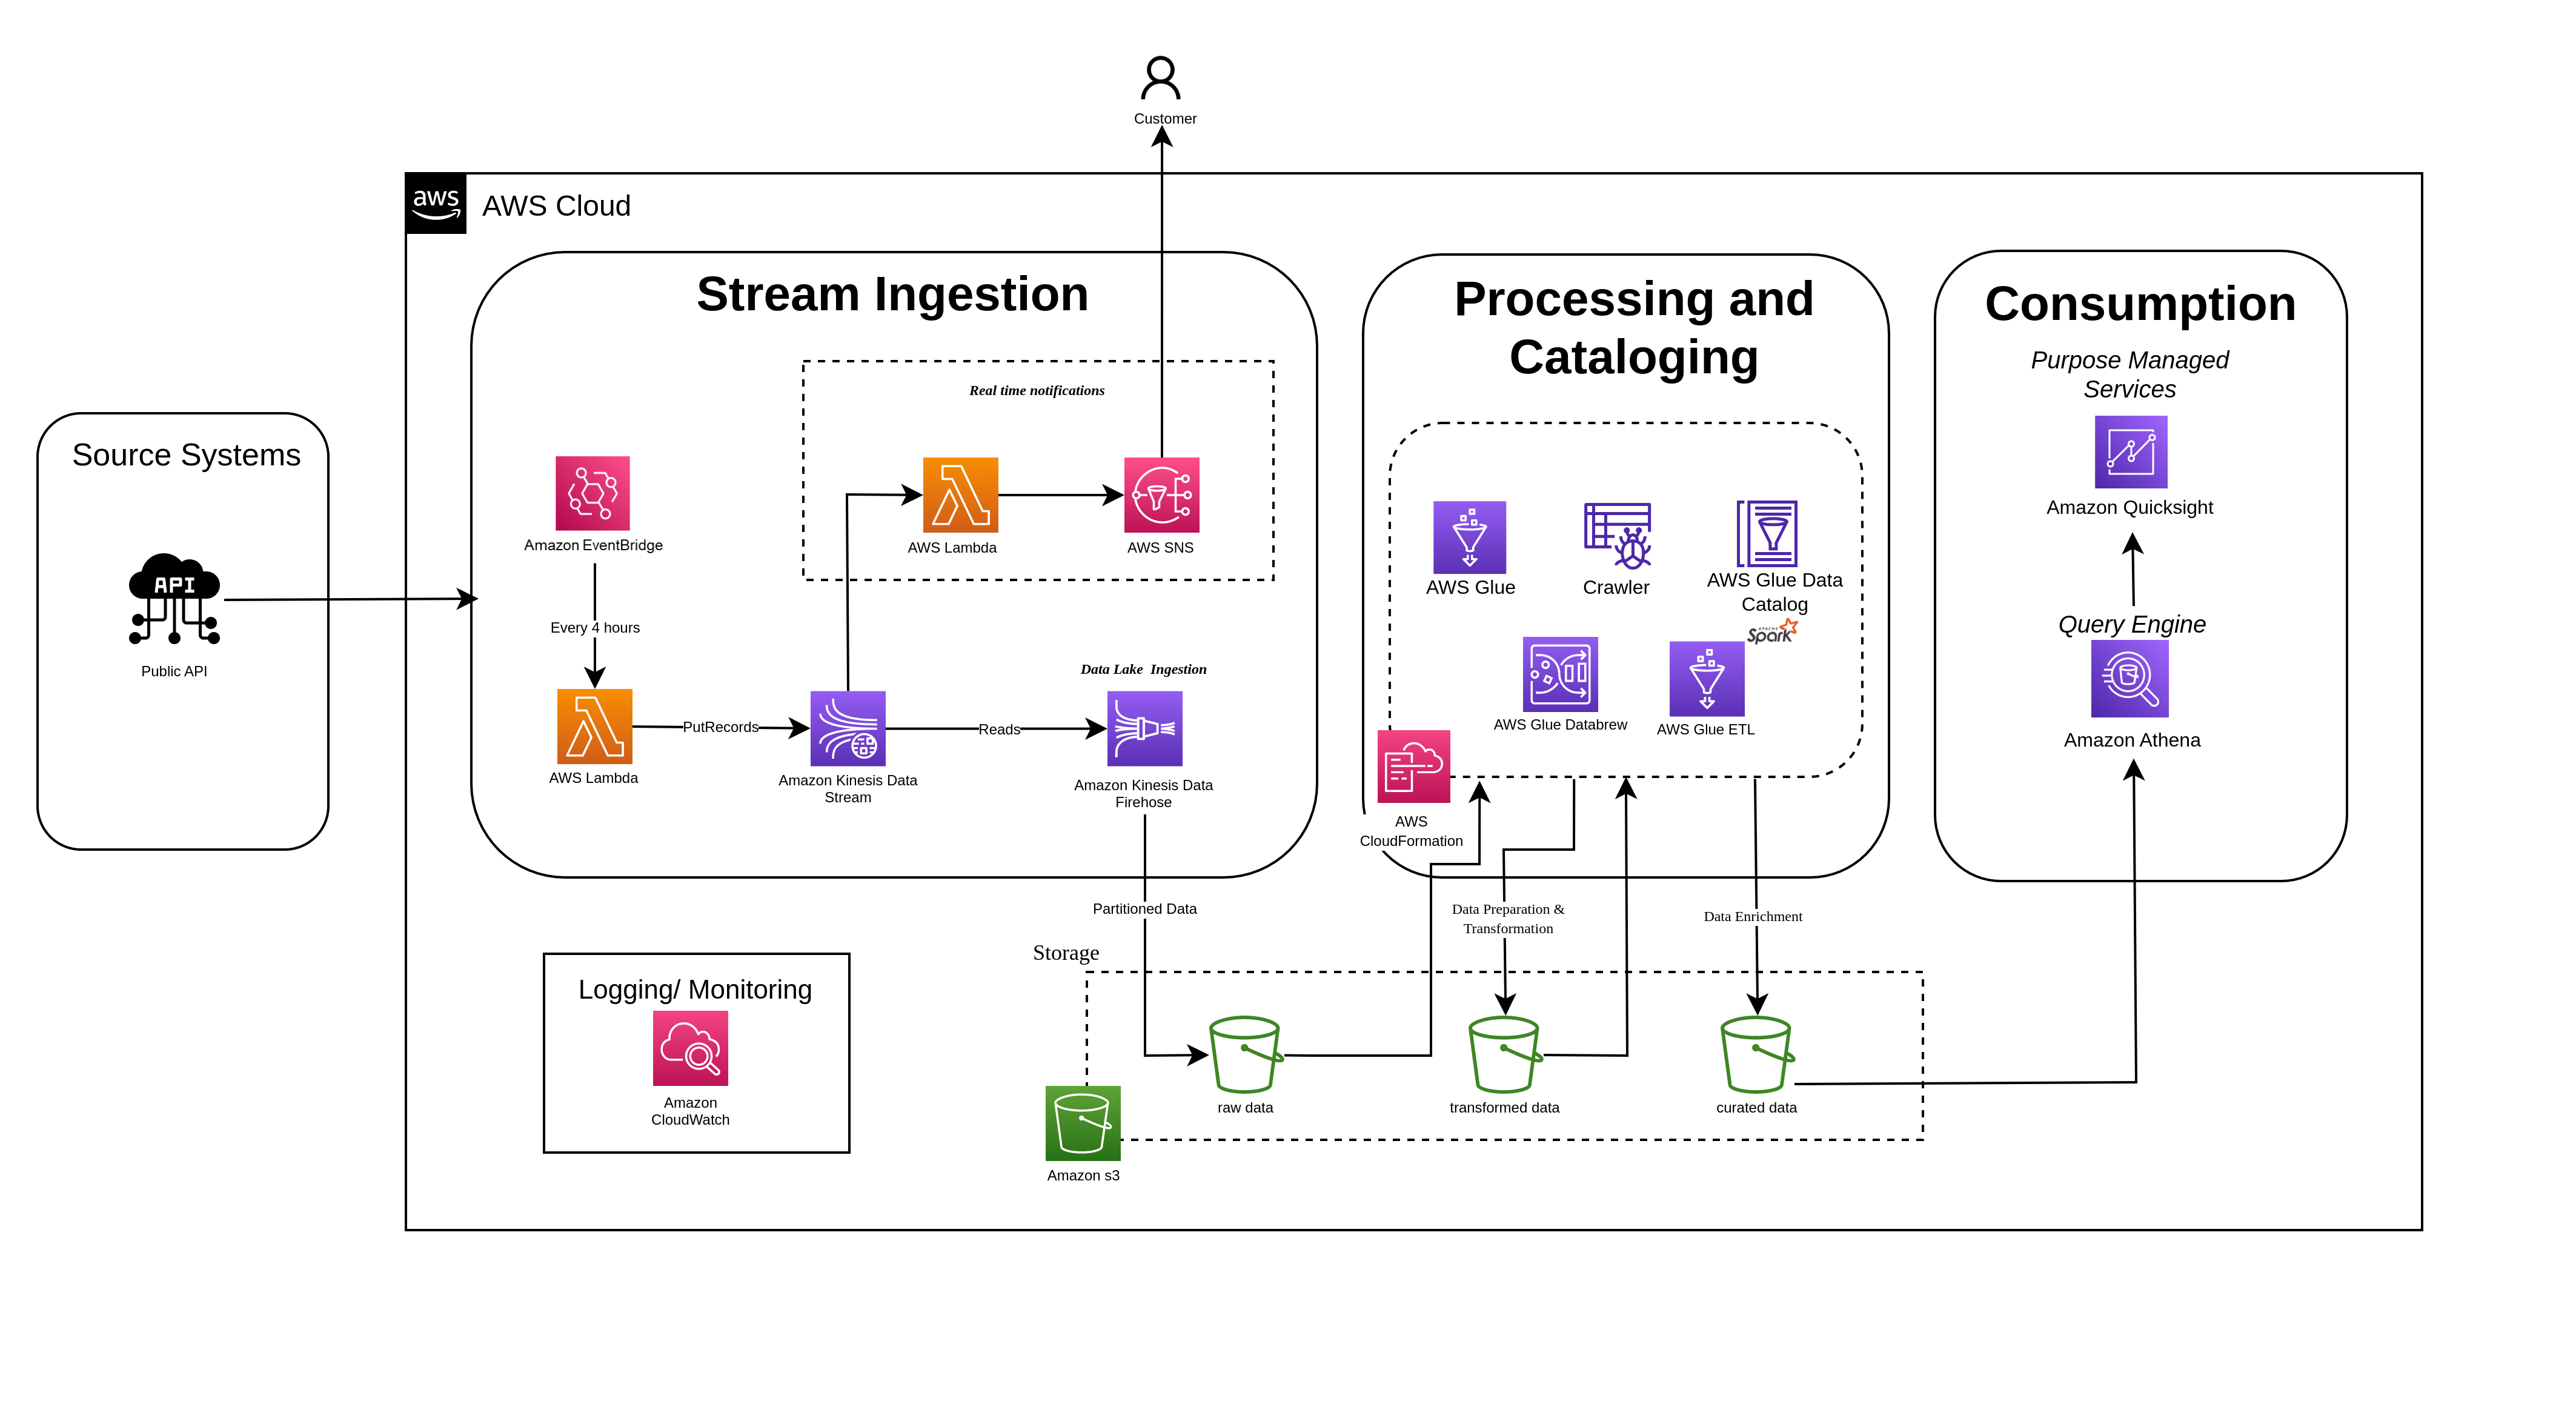 Customer
aws
AWS Cloud
Stream Ingestion
Real time notifications
Amazon EventBridge
AWS Lambda
AWS SNS
Every 4 hours
Data Lake Ingestion
PutRecords
Reads
AWS Lambda
Amazon Kinesis Data
Stream
Amazon Kinesis Data
Firehose
Source Systems
API
Public API
Processing and
Cataloging
AWS Glue
Crawler
AWS Glue Data
Catalog
APACHE
Spark
AWS Glue Databrew
AWS Glue ETL
AWS
CloudFormation
Consumption
Purpose Managed
Services
Amazon Quicksight
Query Engine
Amazon Athena
Partitioned Data
Data Preparation &
Transformation
Data Enrichment
Storage
raw data
transformed data
curated data
Amazon s3
Logging/ Monitoring
Amazon
CloudWatch